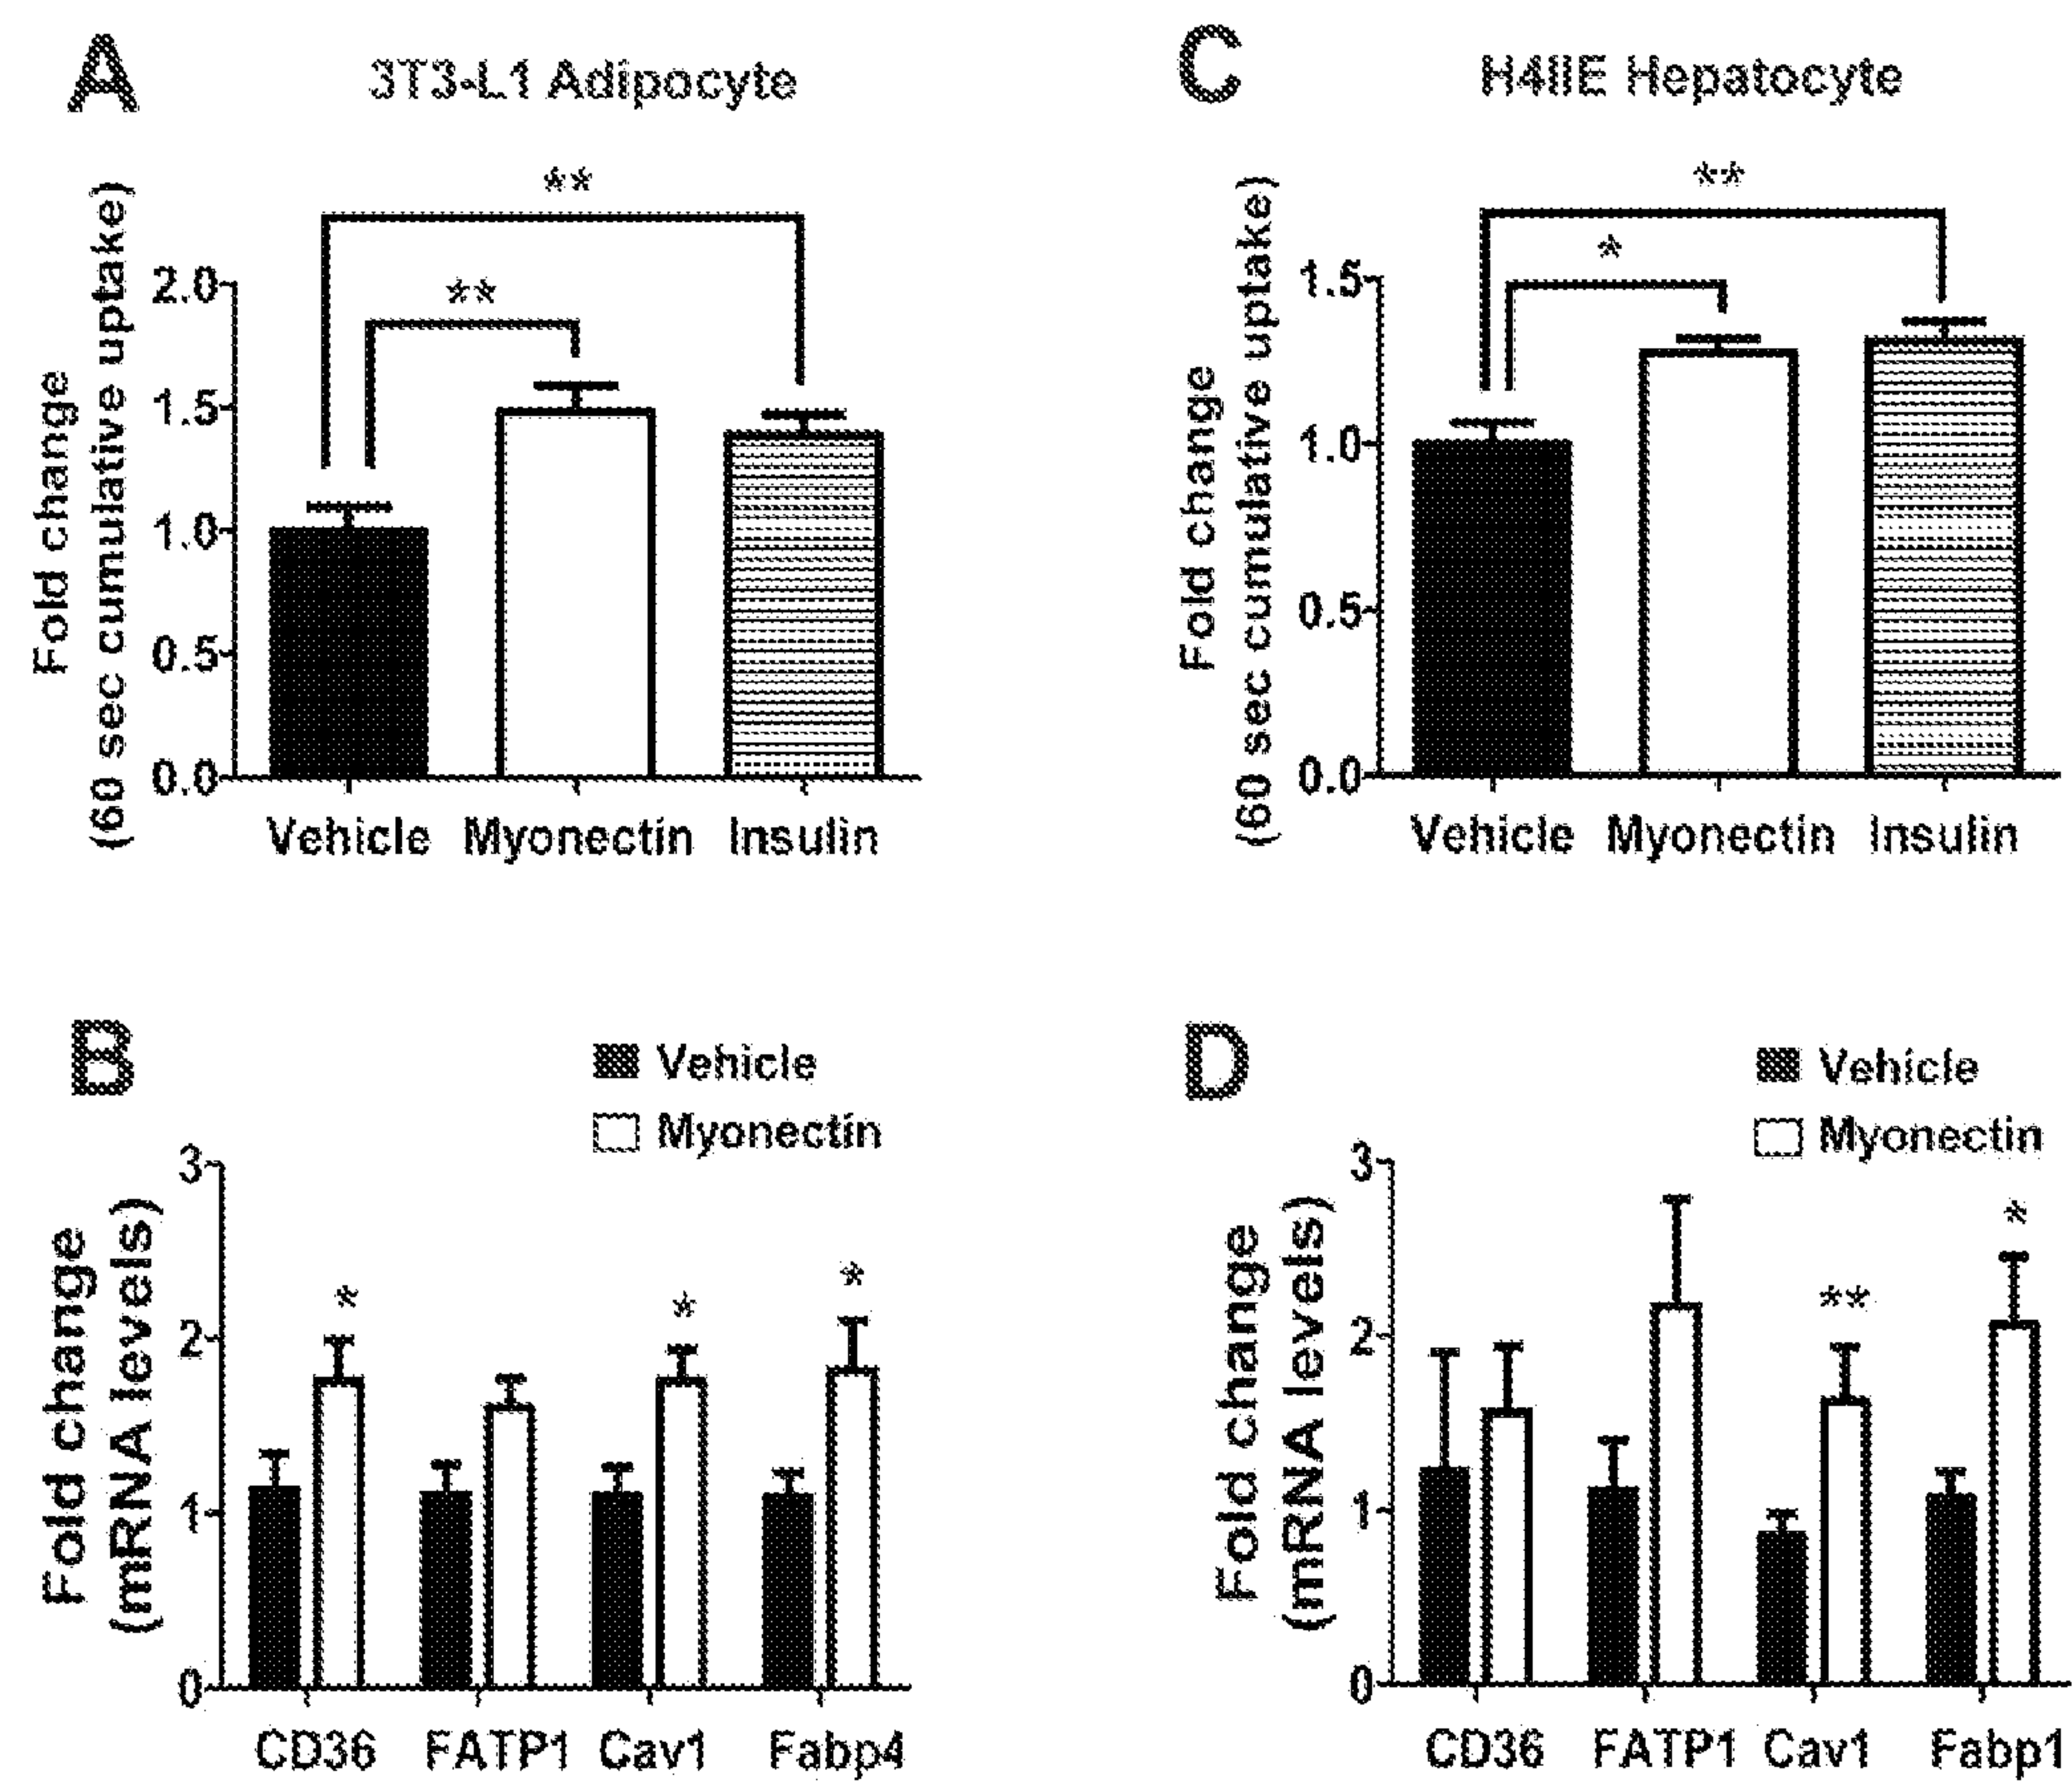 A
3T3-L1 Adipocyte
**
**
Fold change
(60 sec cumulative uptake)
2.0
1.5
1.0
0.5
0.0
Vehicle Myonectin Insulin
C
H4IIE Hepatocyte
**
*
Fold change
(60 sec cumulative uptake)
1.5
1.0
0.5
0.0
Vehicle Myonectin Insulin
B
Vehicle
Myonectin
Fold change
(mRNA levels)
3
2
1
0
*
*
*
CD36 FATP1 Cav1 Fabp4
D
Vehicle
Myonectin
Fold change
(mRNA levels)
3
2
1
0
**
*
CD36 FATP1 Cav1 Fabp1